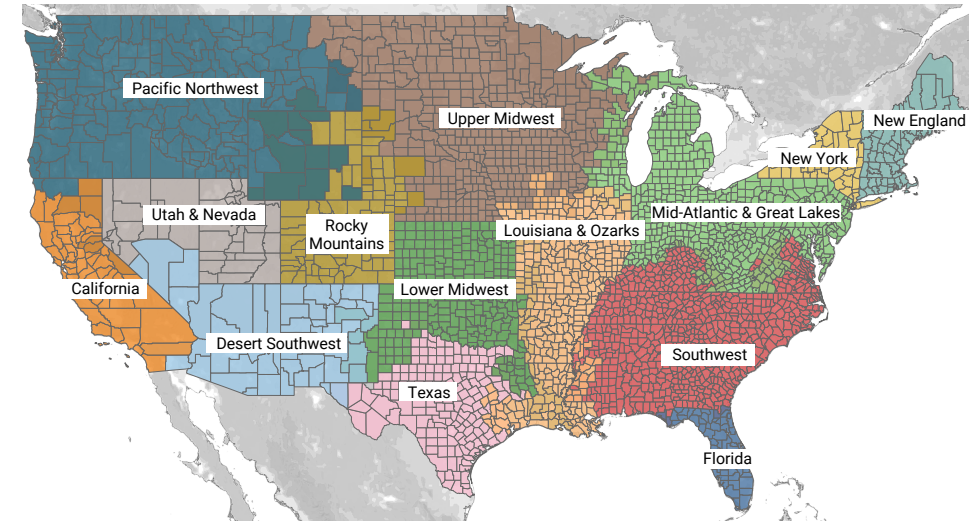 Pacific Northwest
Upper Midwest
New England
New York
Utah & Nevada
Rocky
Mountains
Louisiana & Ozarks
Mid-Atlantic & Great Lakes
California
Lower Midwest
Desert Southwest
Southwest
Texas
Florida